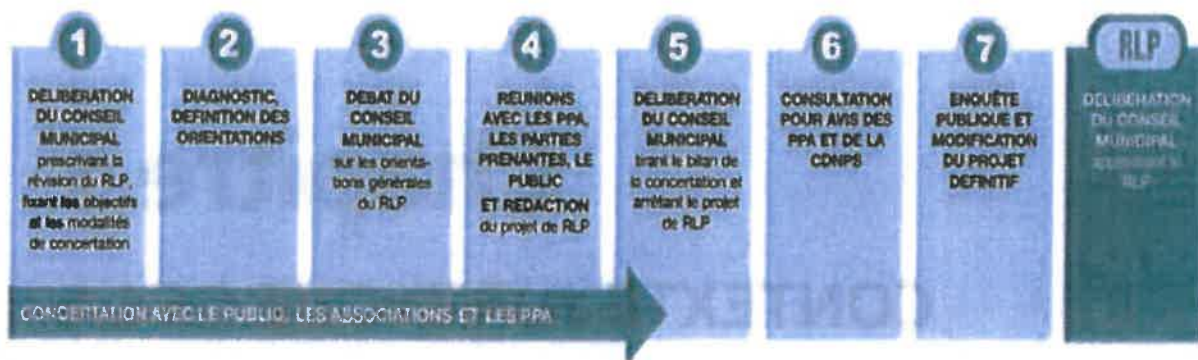 1
DELIBERATION
DU CONSEIL
MUNICIPAL
prescrivant la
révision du RLP,
fixant les objectifs
et les modalités
de concertation
2
DIAGNOSTIC,
DEFINITION DES
ORIENTATIONS
3
DEBAT DU
CONSEIL
MUNICIPAL
sur les orienta-
tions générales
du RLP
4
REUNIONS
AVEC LES PPA,
LES PARTIES
PRENANTES, LE
PUBLIC
ET REDACTION
du projet de RLP
5
DELIBERATION
DU CONSEIL
MUNICIPAL
tirant le bilan de
la concertation et
arrêtant le projet
de RLP
6
CONSULTATION
POUR AVIS DES
PPA ET DE LA
CDNPS
7
ENQUÊTE
PUBLIQUE ET
MODIFICATION
DU PROJET
DEFINITIF
RLP
DELIBERATION
DU CONSEIL
MUNICIPAL
RLP
CONCERTATION AVEC LE PUBLIC, LES ASSOCIATIONS ET LES PPA